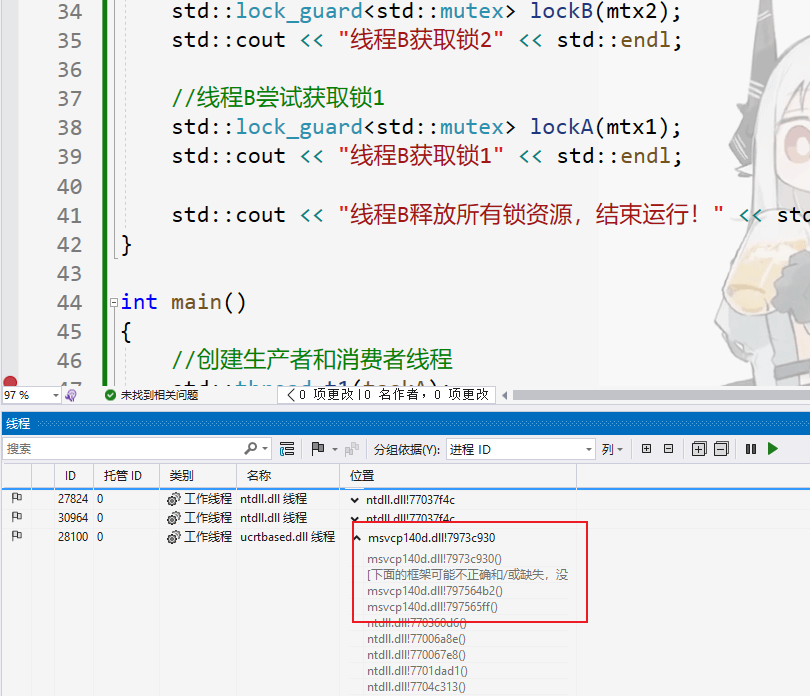 34 std::lock_guard<std::mutex> lockB(mtx2);
35 std::cout << "线程B获取锁2" << std::endl;
36
37 //线程B尝试获取锁1
38 std::lock_guard<std::mutex> lockA(mtx1);
39 std::cout << "线程B获取锁1" << std::endl;
40
41 std::cout << "线程B释放所有锁资源，结束运行！" << std
42 }
43
44 int main()
45 {
46 //创建生产者和消费者线程
47 std::thread t1(taskA);
97 % 未找到相关问题 0 项更改 | 0 名作者，0 项更改
线程
搜索 分组依据(Y): 进程 ID 列
ID 托管 ID 类别 名称 位置
27824 0 工作线程 ntdll.dll 线程 ntdll.dll!77037f4c
30964 0 工作线程 ntdll.dll 线程 ntdll.dll!77037f4c
28100 0 工作线程 ucrtbased.dll 线程 msvcp140d.dll!7973c930
msvcp140d.dll!7973c930()
[下面的框架可能不正确和/或缺失，没
msvcp140d.dll!797564b2()
msvcp140d.dll!797565ff()
ntdll.dll!770360d6()
ntdll.dll!77006a8e()
ntdll.dll!770067e8()
ntdll.dll!7701dad1()
ntdll.dll!7704c313()